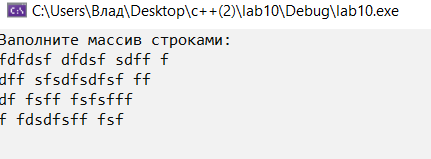 C:\Users\Влад\Desktop\c++(2)\lab10\Debug\lab10.exe
Заполните массив строками:
fdfdsf dfdsf sdff f
dff sfsdfsdfsf ff
df fsff fsfsfff
f fdsdfsff fsf